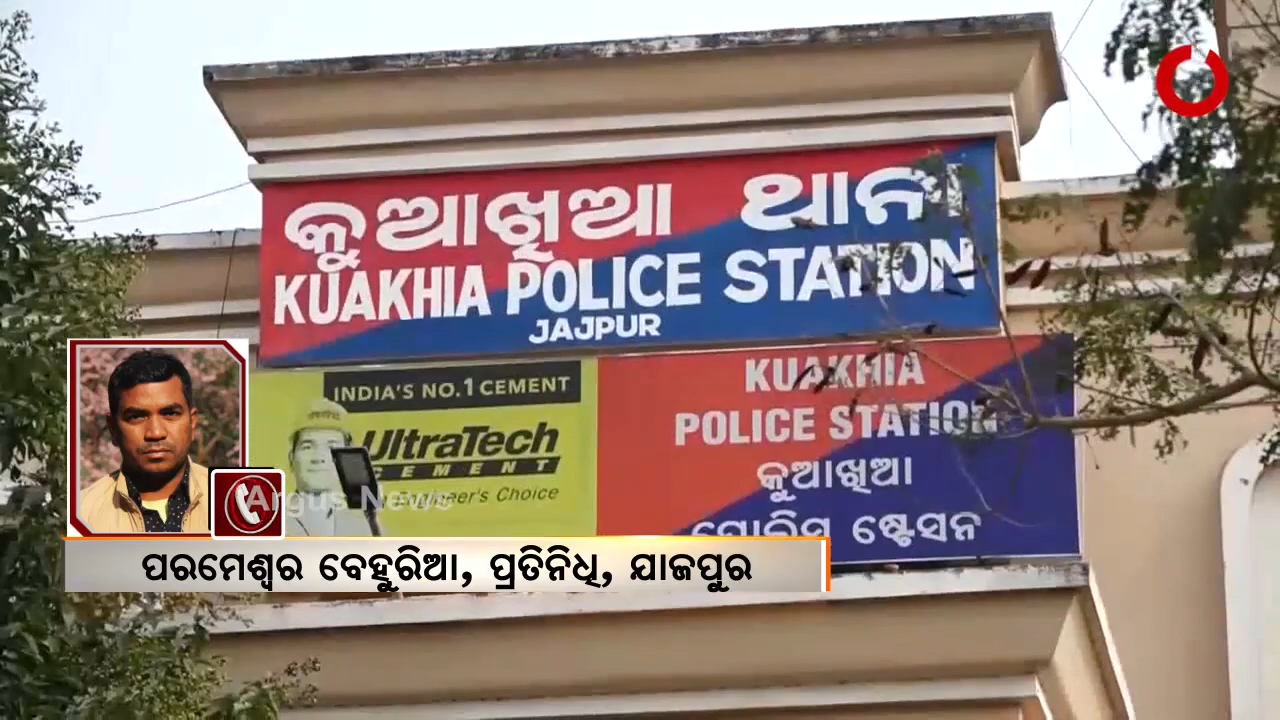 କୁଆଖିଆ ଥାନା
KUAKHIA POLICE STATION
JAJPUR
INDIA'S NO.1 CEMENT
UltraTech
CEMENT
Engineer's Choice
KUAKHIA
POLICE STATION
କୁଆଖିଆ
ପୋଲିସ ଷ୍ଟେସନ
Argus News
ପରମେଶ୍ୱର ବେହୁରିଆ, ପ୍ରତିନିଧି, ଯାଜପୁର